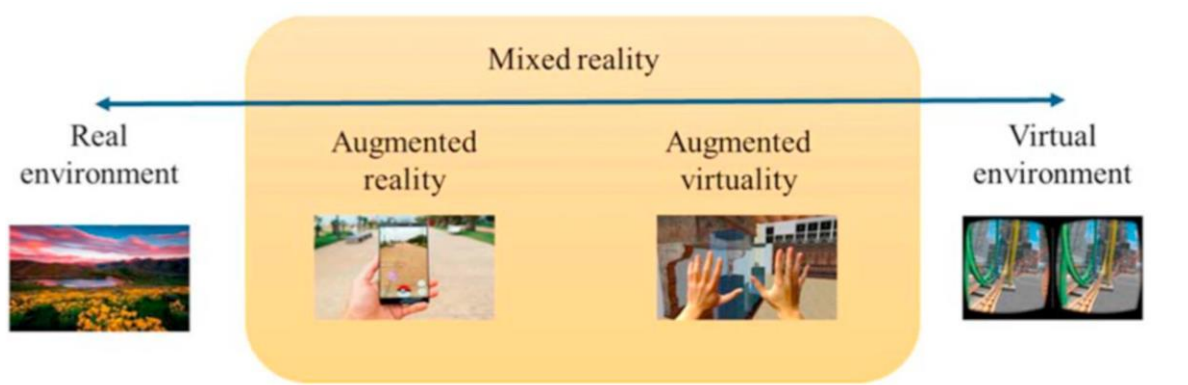 Mixed reality
Real
environment
Augmented
reality
Augmented
virtuality
Virtual
environment